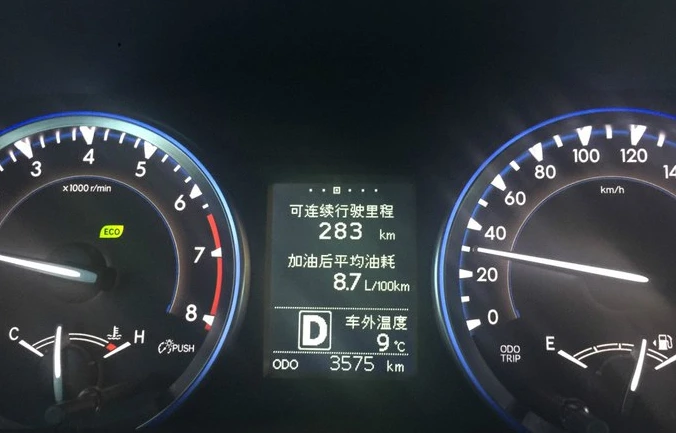 3
4
5
6
7
8
x1000 r/min
ECO
C
H
PUSH
可连续行驶里程
283 km
加油后平均油耗
8.7 L/100km
D
车外温度
9℃
ODO 3575 km
0
20
40
60
80
100
120
km/h
ODO
TRIP
E